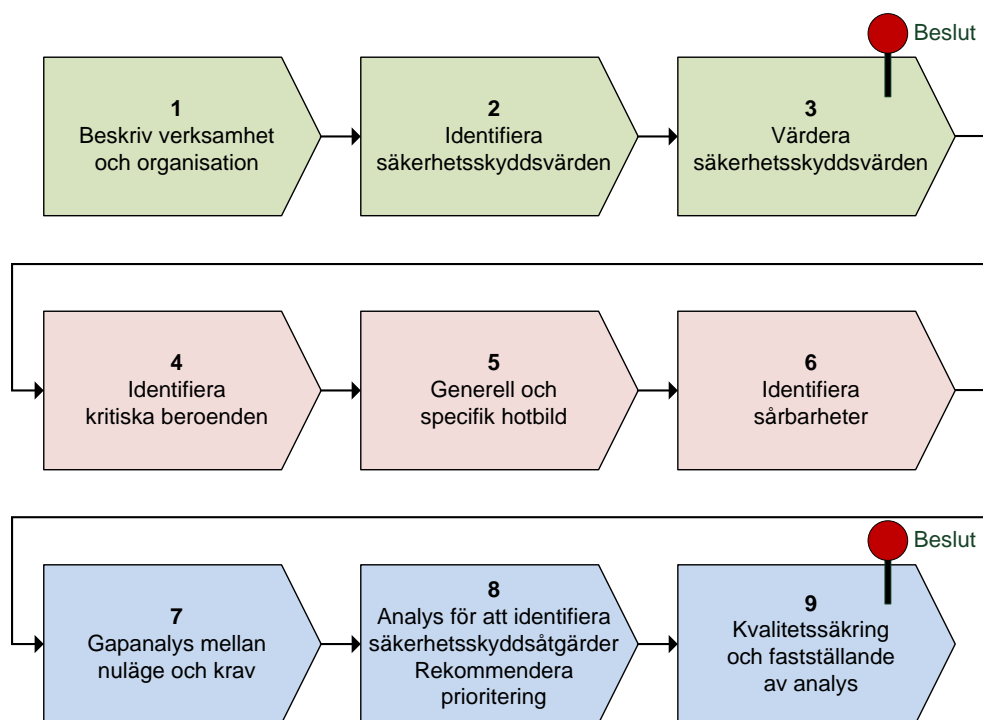 Beslut
1
Beskriv verksamhet
och organisation
2
Identifiera
säkerhetsskyddsvärden
3
Värdera
säkerhetsskyddsvärden
4
Identifiera
kritiska beroenden
5
Generell och
specifik hotbild
6
Identifiera
sårbarheter
Beslut
7
Gapanalys mellan
nuläge och krav
8
Analys för att identifiera
säkerhetsskyddsåtgärder
Rekommendera
prioritering
9
Kvalitetssäkring
och fastställande
av analys